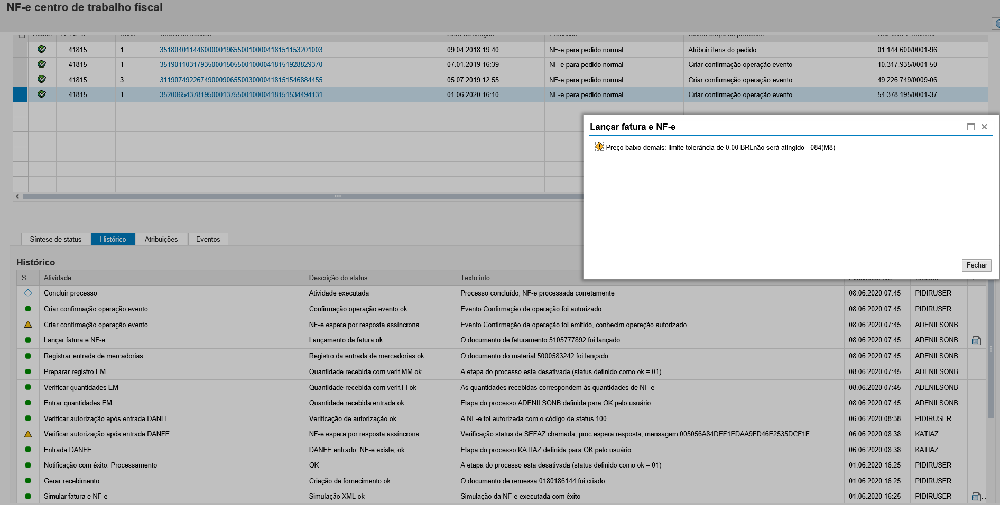 NF-e centro de trabalho fiscal
Status Nº NF-e Série Chave de acesso Hora de criação Processo Última etapa do processo CNPJ/CPF emissor
41815 1 35180401144600000196550010000418151153201003 09.04.2018 19:40 NF-e para pedido normal Atribuir itens do pedido 01.144.600/0001-96
41815 1 35190110317935000150550010000418151928829370 07.01.2019 16:39 NF-e para pedido normal Criar confirmação operação evento 10.317.935/0001-50
41815 3 31190749226749000906550030000418151546884455 05.07.2019 12:55 NF-e para pedido normal Criar confirmação operação evento 49.226.749/0009-06
41815 1 35200654378195000137550010000418151534494131 01.06.2020 16:10 NF-e para pedido normal Criar confirmação operação evento 54.378.195/0001-37
Lançar fatura e NF-e
Preço baixo demais: limite tolerância de 0,00 BRLnão será atingido - 084(M8)
Fechar
Síntese de status Histórico Atribuições Eventos
Histórico
S... Atividade Descrição do status Texto info Executado em Usuário
Concluir processo Atividade executada Processo concluído, NF-e processada corretamente 08.06.2020 07:45 PIDIRUSER
Criar confirmação operação evento Confirmação operação evento ok Evento Confirmação de operação foi autorizado. 08.06.2020 07:45 PIDIRUSER
Criar confirmação operação evento NF-e espera por resposta assíncrona Evento Confirmação da operação foi emitido, conhecim.operação autorizado 08.06.2020 07:45 ADENILSONB
Lançar fatura e NF-e Lançamento da fatura ok O documento de faturamento 5105777892 foi lançado 08.06.2020 07:45 ADENILSONB
Registrar entrada de mercadorias Registro da entrada de mercadorias ok O documento do material 5000583242 foi lançado 08.06.2020 07:45 ADENILSONB
Preparar registro EM Quantidade recebida com verif.MM ok A etapa do processo esta desativada (status definido como ok = 01) 08.06.2020 07:45 ADENILSONB
Verificar quantidades EM Quantidade recebida com verif.FI ok As quantidades recebidas correspondem às quantidades de NF-e 08.06.2020 07:45 ADENILSONB
Entrar quantidades EM Quantidade recebida entrada ok Etapa do processo ADENILSONB definida para OK pelo usuário 08.06.2020 07:45 ADENILSONB
Verificar autorização após entrada DANFE Verificação de autorização ok A NF-e foi autorizada com o código de status 100 06.06.2020 08:38 PIDIRUSER
Verificar autorização após entrada DANFE NF-e espera por resposta assíncrona Verificação status de SEFAZ chamada, proc.espera resposta, mensagem 005056A84DEF1EDAA9FD46E2535DCF1F 06.06.2020 08:38 KATIAZ
Entrada DANFE DANFE entrado, NF-e existe, ok Etapa do processo KATIAZ definida para OK pelo usuário 06.06.2020 08:38 KATIAZ
Notificação com êxito. Processamento OK A etapa do processo esta desativada (status definido como ok = 01) 01.06.2020 16:25 PIDIRUSER
Gerar recebimento Criação de fornecimento ok O documento de remessa 0180186144 foi criado 01.06.2020 16:25 PIDIRUSER
Simular fatura e NF-e Simulação XML ok Simulação da NF-e executada com êxito 01.06.2020 16:25 PIDIRUSER